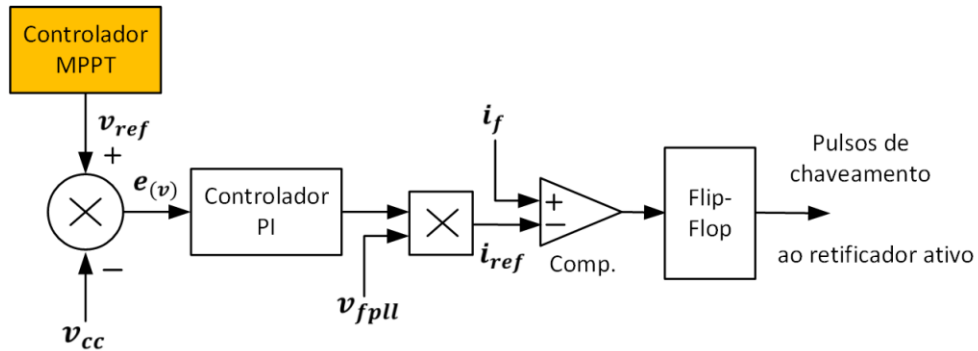 Controlador
MPPT
v_ref
+
e_(v)
−
v_cc
Controlador
PI
v_fpll
i_ref
i_f
+
−
Comp.
Flip-
Flop
Pulsos de
chaveamento
ao retificador ativo